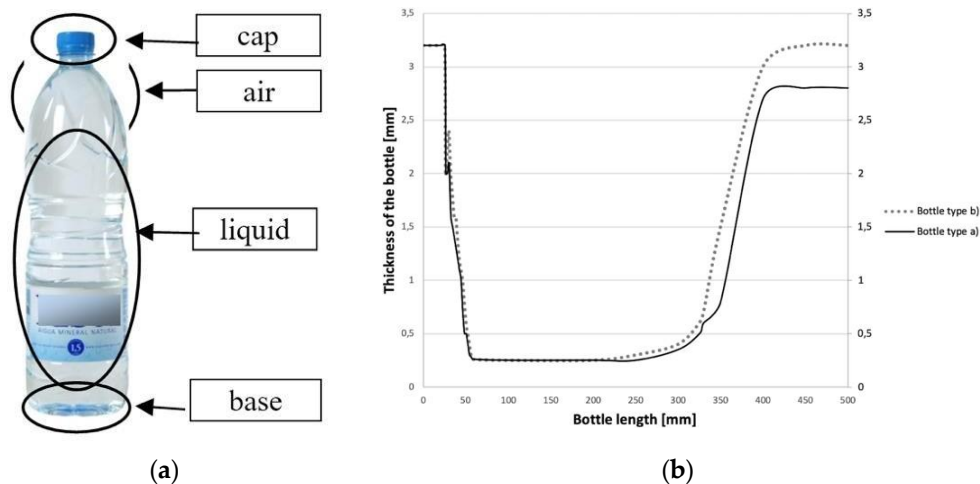 cap
air
liquid
base
AGUA MINERAL NATURAL
1,5
(a)
Thickness of the bottle [mm]
3,5
3
2,5
2
1,5
1
0,5
0
0 50 100 150 200 250 300 350 400 450 500
Bottle length [mm]
3,5
3
2,5
2
1,5
1
0,5
0
Bottle type b)
Bottle type a)
(b)